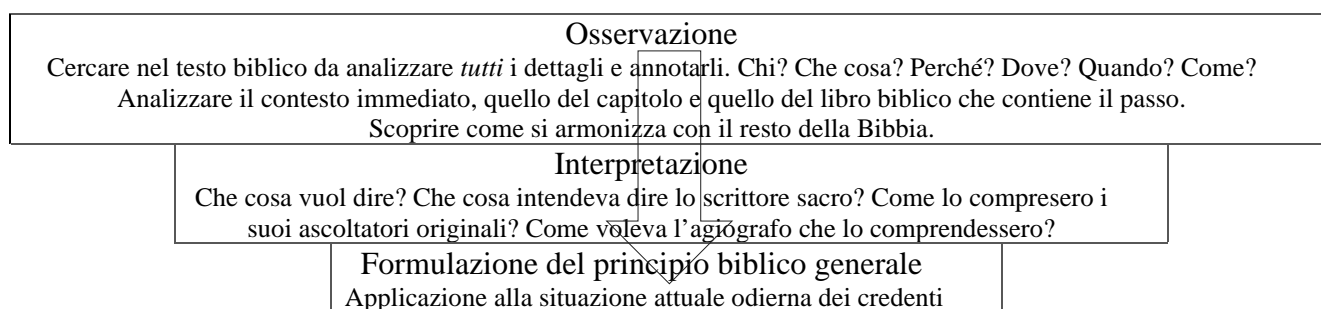 Osservazione
Cercare nel testo biblico da analizzare tutti i dettagli e annotarli. Chi? Che cosa? Perché? Dove? Quando? Come?
Analizzare il contesto immediato, quello del capitolo e quello del libro biblico che contiene il passo.
Scoprire come si armonizza con il resto della Bibbia.
Interpretazione
Che cosa vuol dire? Che cosa intendeva dire lo scrittore sacro? Come lo compresero i
suoi ascoltatori originali? Come voleva l’agiografo che lo comprendessero?
Formulazione del principio biblico generale
Applicazione alla situazione attuale odierna dei credenti